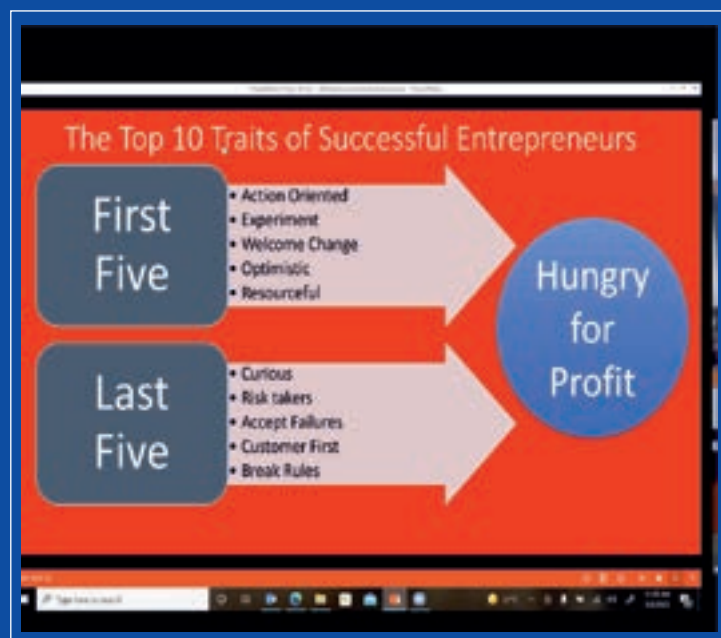 The Top 10 Traits of Successful Entrepreneurs
First
Five
• Action Oriented
• Experiment
• Welcome Change
• Optimistic
• Resourceful
Last
Five
• Curious
• Risk takers
• Accept Failures
• Customer First
• Break Rules
Hungry
for
Profit
Type here to search